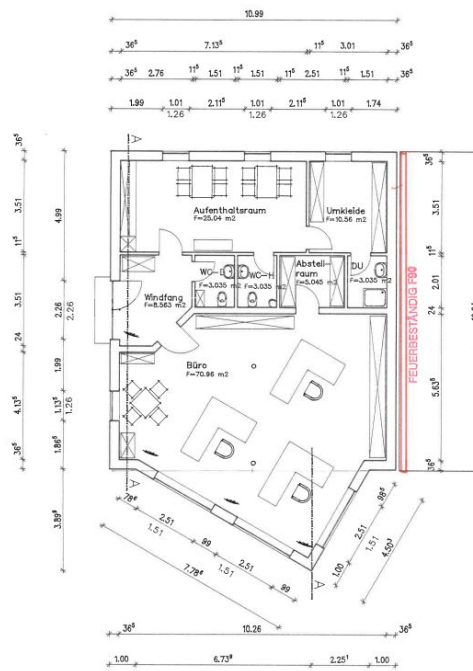 10.99
36⁵ 7.13⁵ 11⁵ 3.01 36⁵
36⁵ 2.76 11⁵ 1.51 11⁵ 1.51 11⁵ 2.51 11⁵ 1.51 36⁵
1.99 1.01 2.11⁵ 1.01 2.11⁵ 1.01 1.74
1.26 1.26 1.26
A
Aufenthaltsraum
F=25.04 m2
Umkleide
F=10.56 m2
WC-D
F=3.035 m2
WC-H
F=3.035 m2
Abstell-
raum
F=5.045 m2
DU
F=3.035 m2
Windfang
F=8.563 m2
Büro
F=70.96 m2
FEUERBESTÄNDIG F90
36⁵
3.51
11⁵
3.51
24
4.13⁵
36⁵
4.99
2.26
2.26
1.99
1.13⁵
1.26
1.86⁵
3.89⁹
36⁵
3.51
11⁵
2.01
24
5.63⁵
36⁵
A
78⁶
2.51
1.51
99
2.51
1.51
99
7.78⁶
98⁵
2.51
1.51
1.00
4.50³
A
36⁵ 10.26 36⁵
1.00 6.73⁹ 2.25¹ 1.00